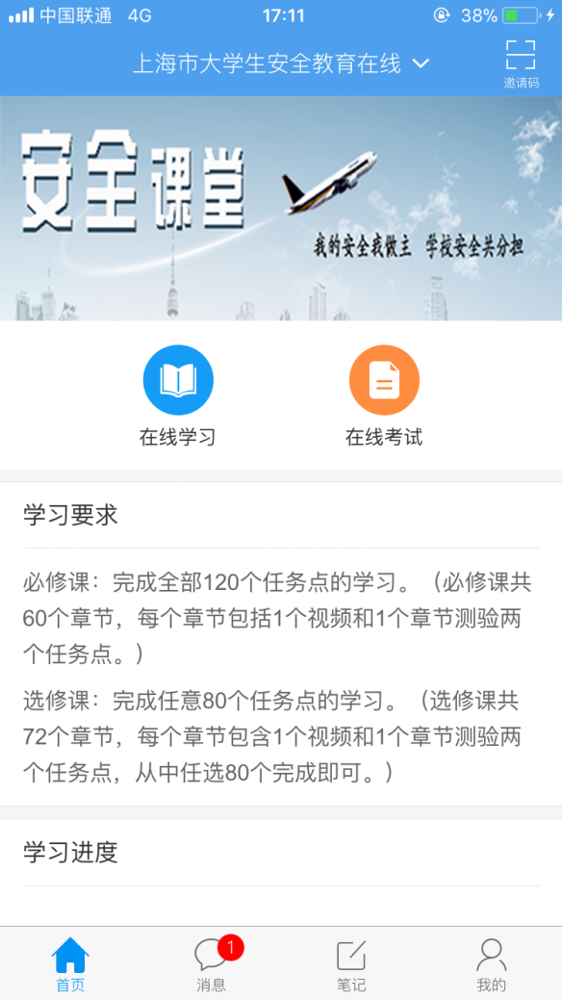 中国联通 4G 17:11 38%
上海市大学生安全教育在线
邀请码
安全课堂
我的安全我做主 学校安全共分担
在线学习 在线考试
学习要求
必修课：完成全部120个任务点的学习。（必修课共
60个章节，每个章节包括1个视频和1个章节测验两
个任务点。）
选修课：完成任意80个任务点的学习。（选修课共
72个章节，每个章节包含1个视频和1个章节测验两
个任务点，从中任选80个完成即可。）
学习进度
1
首页 消息 笔记 我的